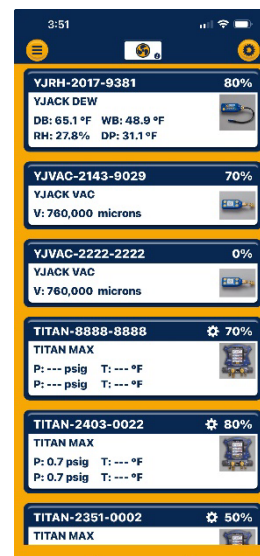 3:51
YJRH-2017-9381 80%
YJACK DEW
DB: 65.1 °F WB: 48.9 °F
RH: 27.8% DP: 31.1 °F
YJVAC-2143-9029 70%
YJACK VAC
V: 760,000 microns
YJVAC-2222-2222 0%
YJACK VAC
V: 760,000 microns
TITAN-8888-8888 70%
TITAN MAX
P: --- psig T: --- °F
P: --- psig T: --- °F
TITAN-2403-0022 80%
TITAN MAX
P: 0.7 psig T: --- °F
P: 0.7 psig T: --- °F
TITAN-2351-0002 50%
TITAN MAX